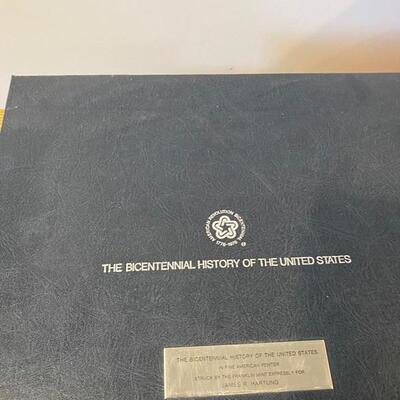 AMERICAN REVOLUTION BICENTENNIAL
1776-1976
THE BICENTENNIAL HISTORY OF THE UNITED STATES
THE BICENTENNIAL HISTORY OF THE UNITED STATES
IN FINE AMERICAN PEWTER
STRUCK BY THE FRANKLIN MINT EXPRESSLY FOR
JAMES R. HARTUNG